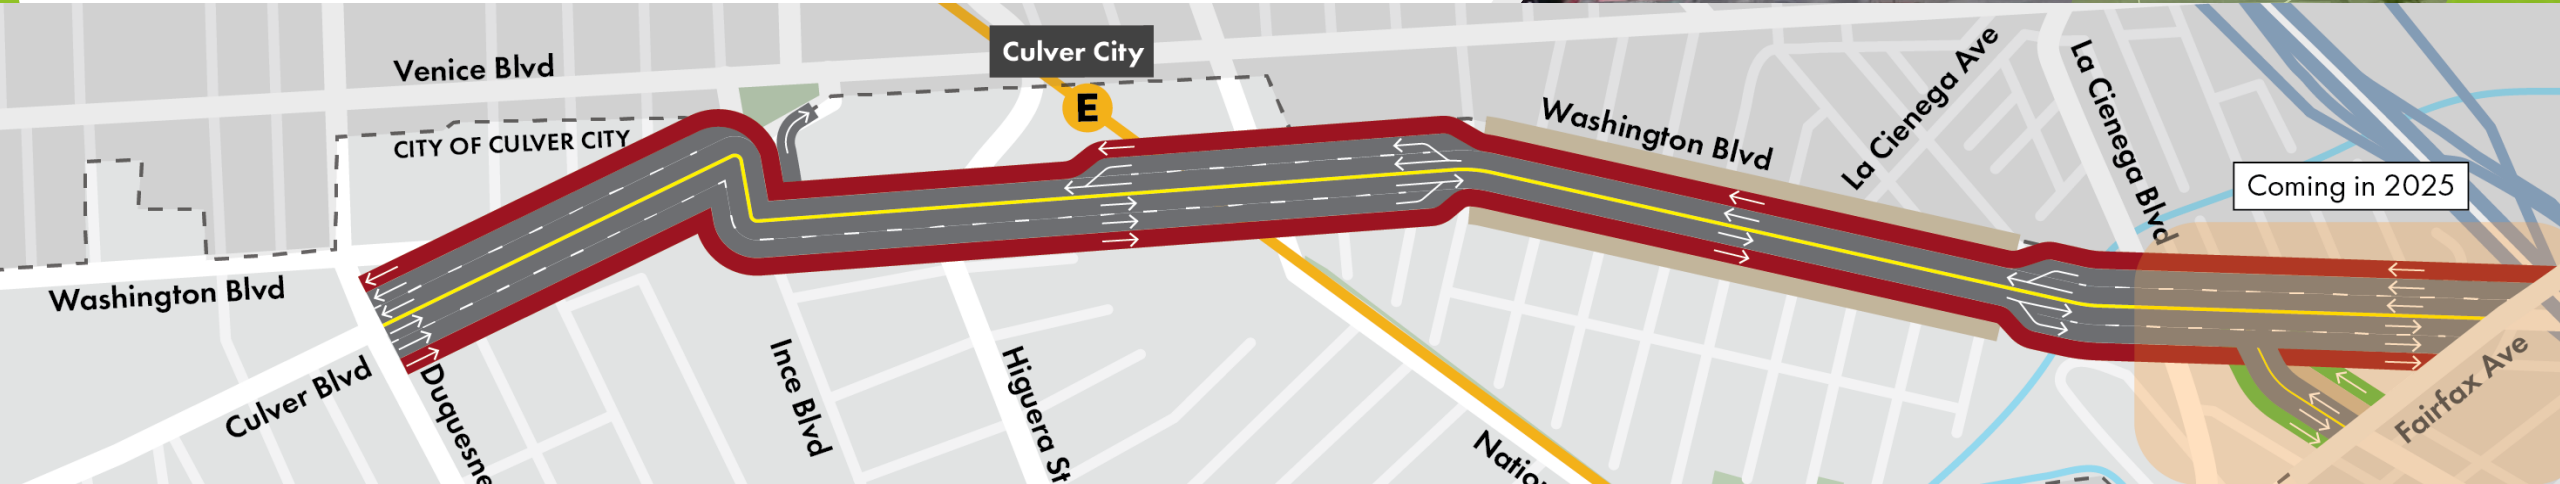 Venice Blvd
CITY OF CULVER CITY
Culver City
E
Washington Blvd
La Cienega Ave
La Cienega Blvd
Coming in 2025
Washington Blvd
Culver Blvd
Duquesne
Ince Blvd
Higuera St
Fairfax Ave